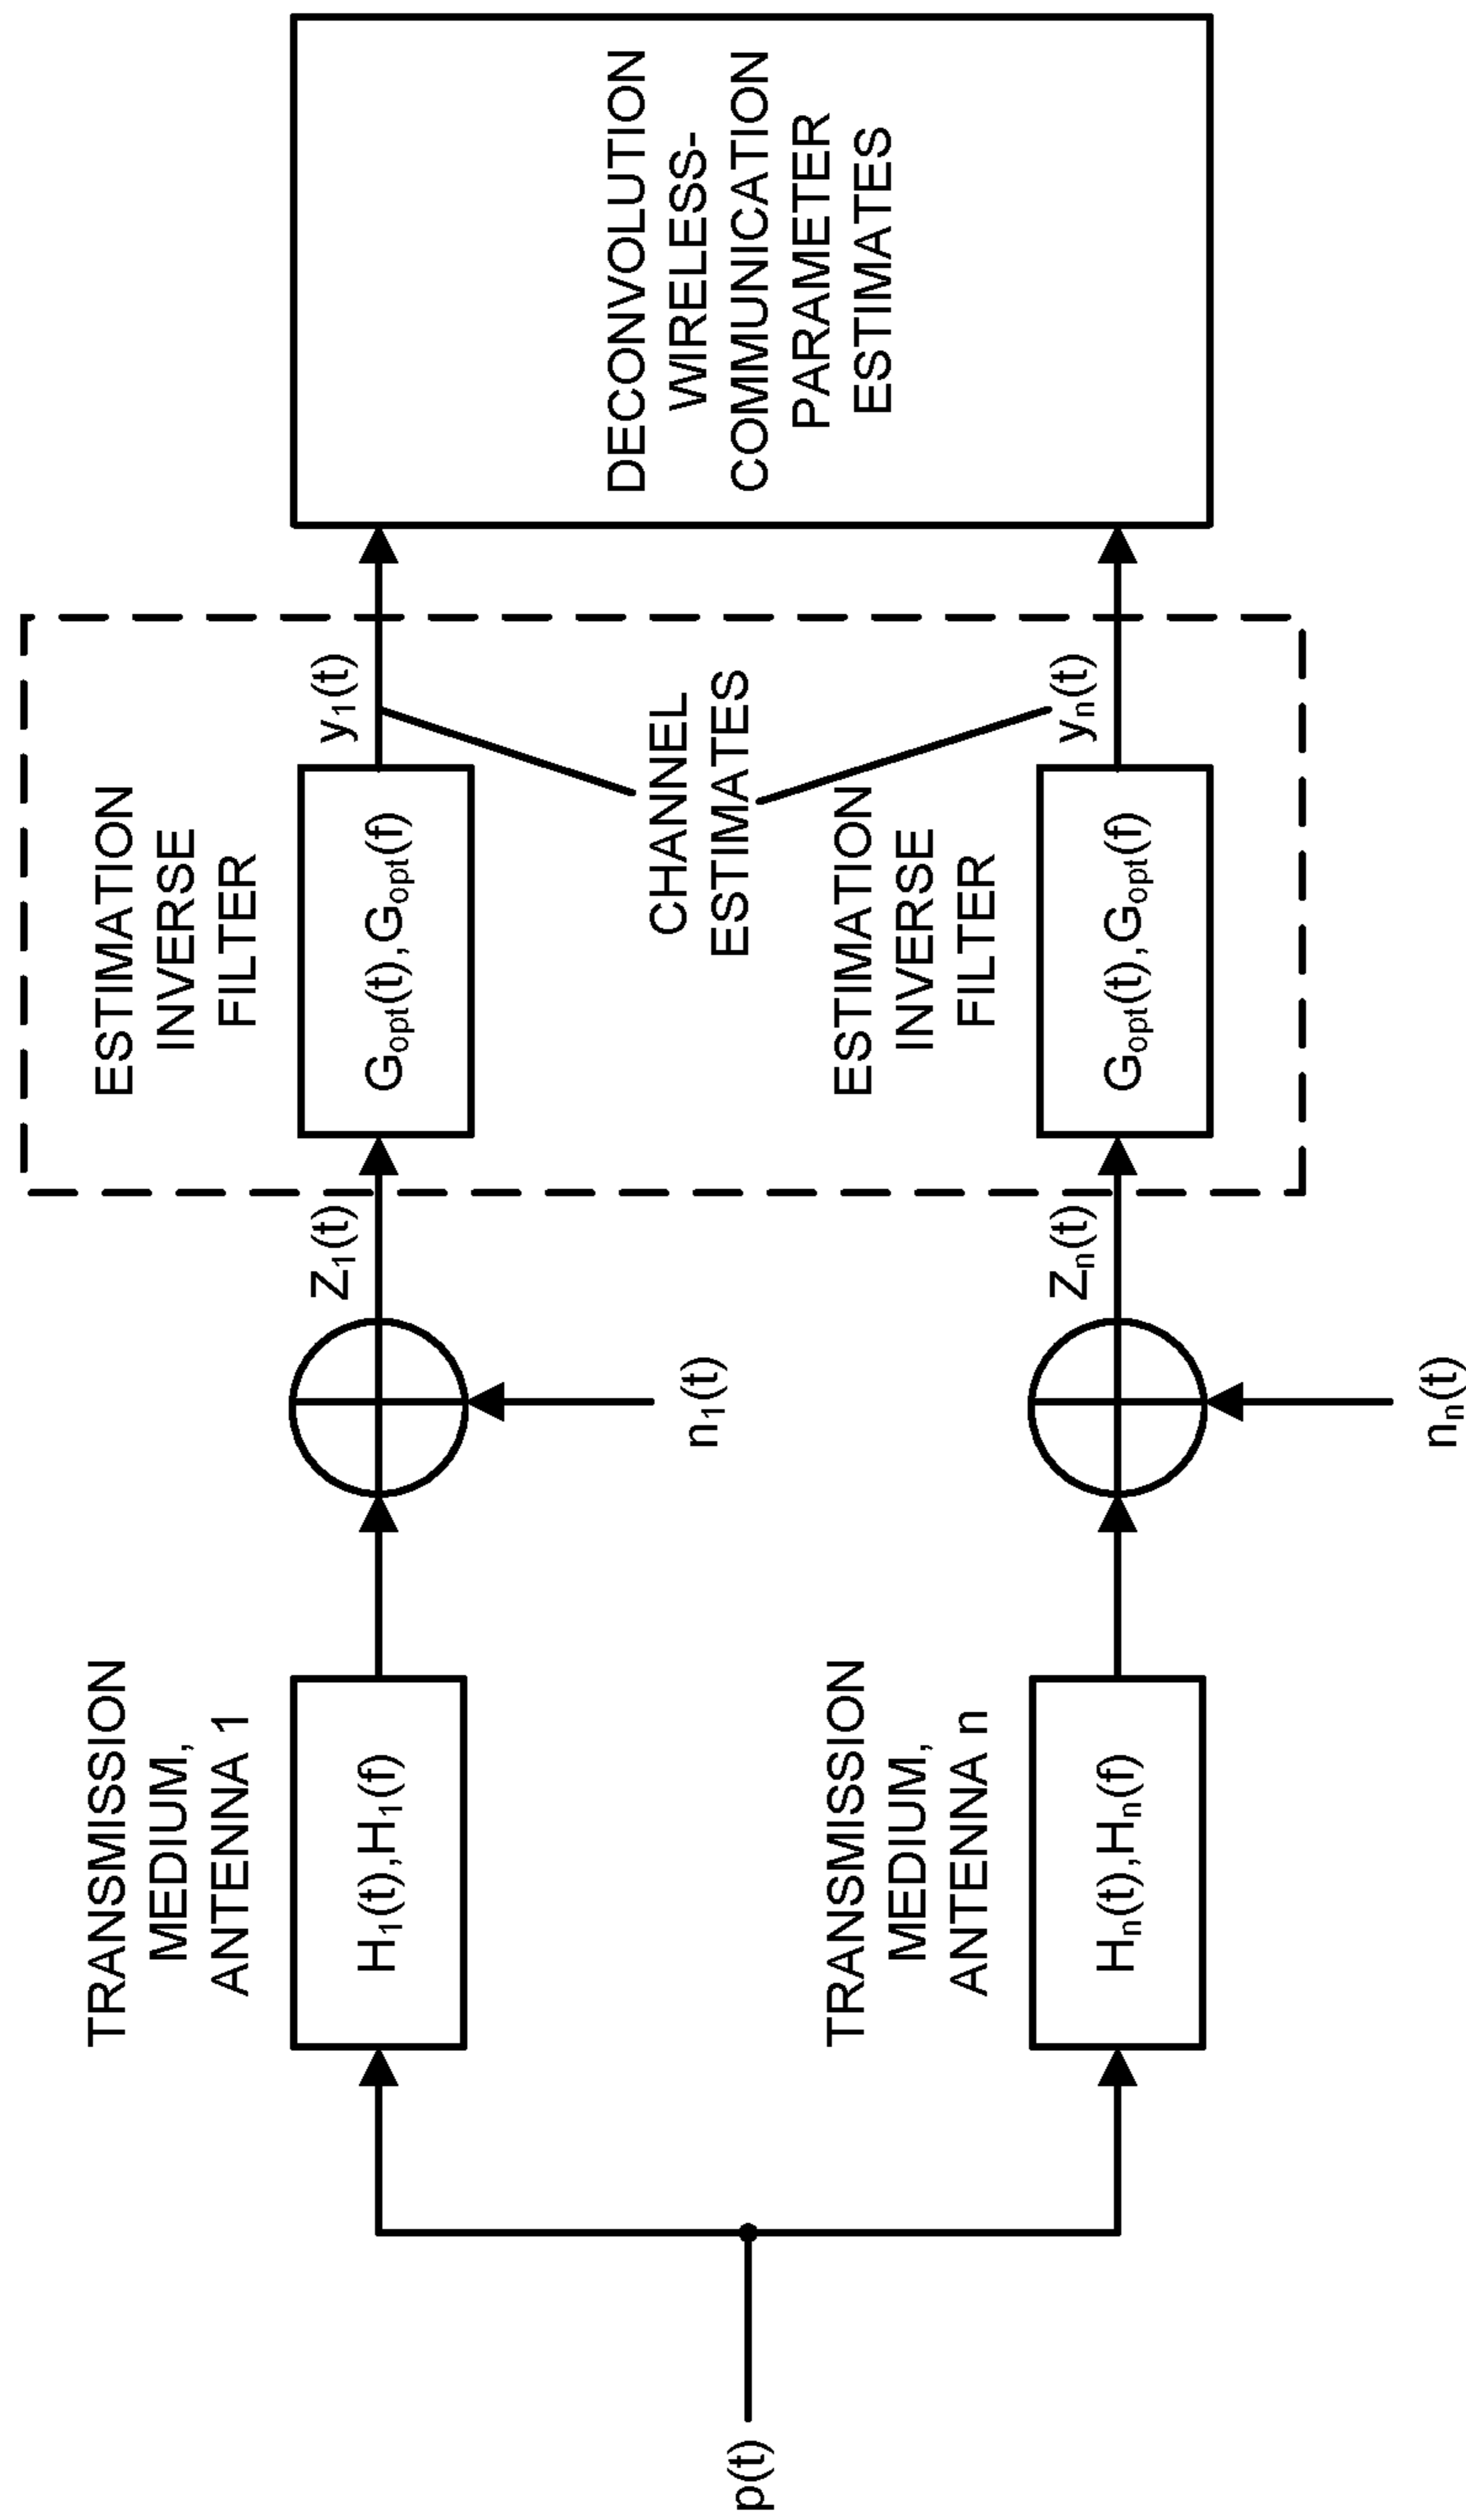 p(t)
TRANSMISSION
MEDIUM,
ANTENNA 1
H₁(t),H₁(f)
n₁(t)
Z₁(t)
ESTIMATION
INVERSE
FILTER
Gopt(t),Gopt(f)
y₁(t)
CHANNEL
ESTIMATES
TRANSMISSION
MEDIUM,
ANTENNA n
Hₙ(t),Hₙ(f)
nₙ(t)
Zₙ(t)
ESTIMATION
INVERSE
FILTER
Gopt(t),Gopt(f)
yₙ(t)
DECONVOLUTION
WIRELESS-
COMMUNICATION
PARAMETER
ESTIMATES